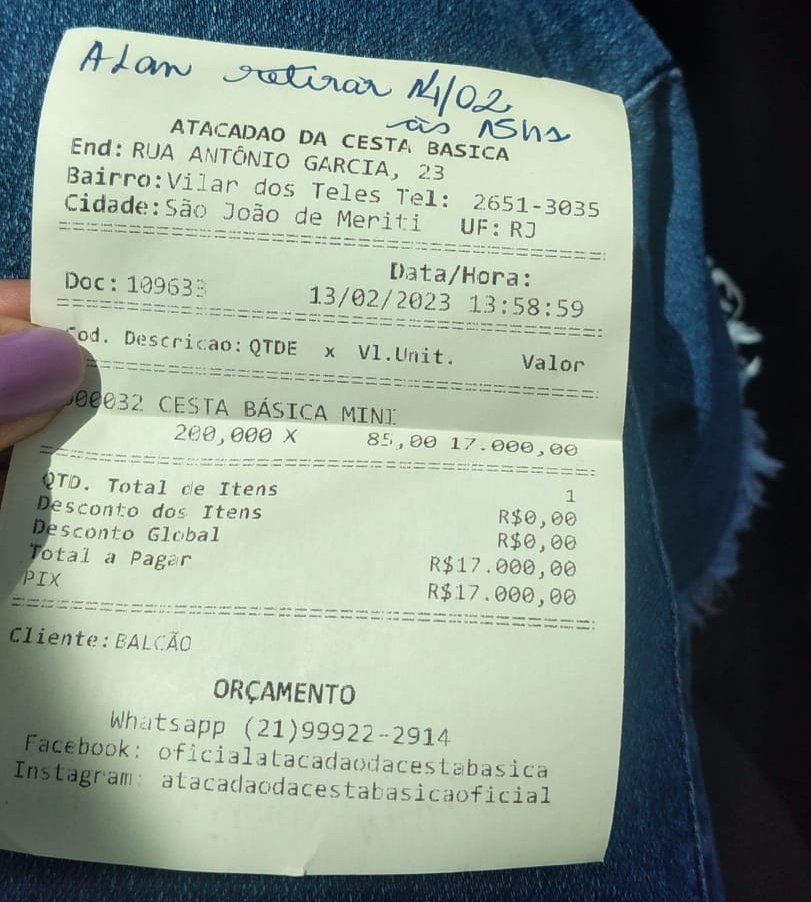 Alan retirar 14/02
às 15hs
ATACADAO DA CESTA BASICA
End: RUA ANTÔNIO GARCIA, 23
Bairro:Vilar dos Teles Tel: 2651-3035
Cidade:São João de Meriti UF: RJ
Data/Hora:
Doc: 109633 13/02/2023 13:58:59
Cod. Descricao: QTDE x Vl.Unit. Valor
000032 CESTA BÁSICA MINI
200,000 X 85,00 17.000,00
QTD. Total de Itens 1
Desconto dos Itens R$0,00
Desconto Global R$0,00
Total a Pagar R$17.000,00
PIX R$17.000,00
Cliente:BALCÃO
ORÇAMENTO
Whatsapp (21)99922-2914
Facebook: oficialatacadaodacestabasica
Instagram: atacadaodacestabasicaoficial